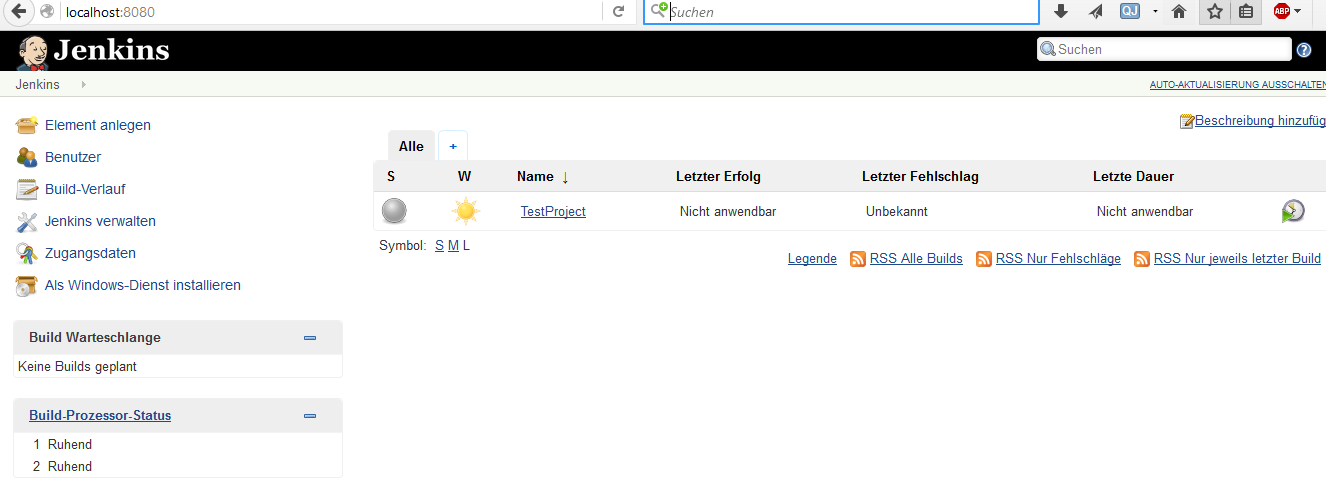 localhost:8080
Suchen
QJ
ABP
Jenkins
Suchen
?
Jenkins
AUTO-AKTUALISIERUNG AUSSCHALTEN
Beschreibung hinzufüg
Element anlegen
Benutzer
Build-Verlauf
Jenkins verwalten
Zugangsdaten
Als Windows-Dienst installieren
Build Warteschlange
Keine Builds geplant
Build-Prozessor-Status
1 Ruhend
2 Ruhend
Alle +
S W Name ↓ Letzter Erfolg Letzter Fehlschlag Letzte Dauer
TestProject Nicht anwendbar Unbekannt Nicht anwendbar
Symbol: S M L
Legende RSS Alle Builds RSS Nur Fehlschläge RSS Nur jeweils letzter Build